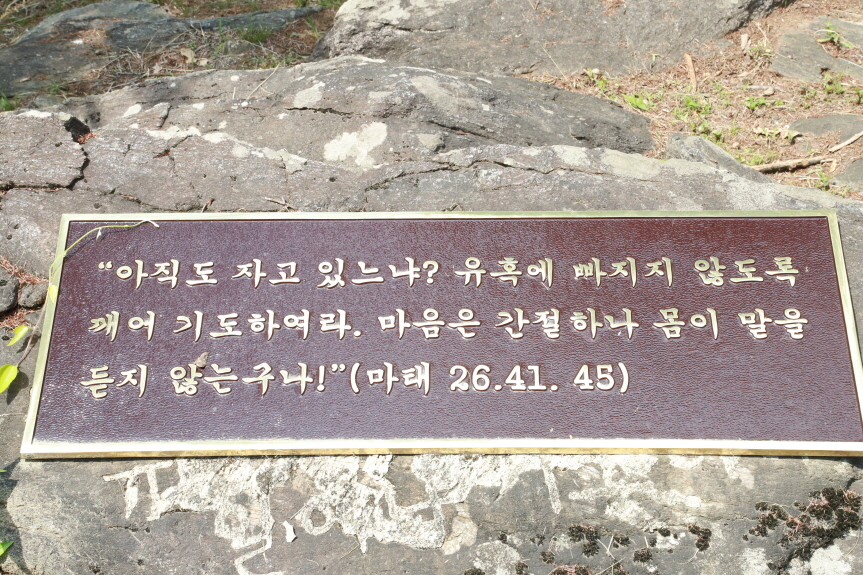 “아직도 자고 있느냐? 유혹에 빠지지 않도록
깨어 기도하여라. 마음은 간절하나 몸이 말을
듣지 않는구나!”(마태 26.41. 45)